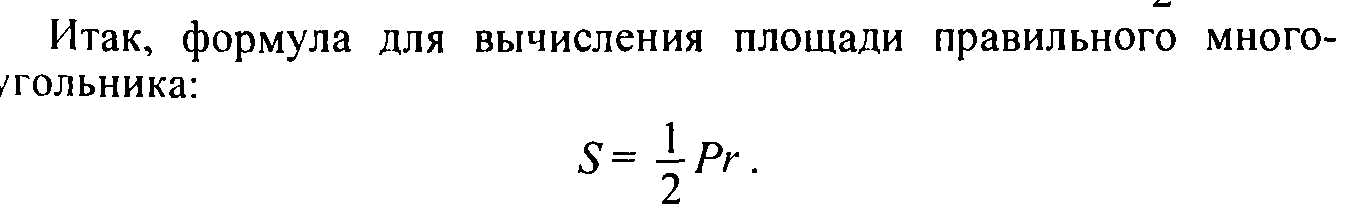 Итак, формула для вычисления площади правильного много-
угольника:
S = 1/2 Pr.